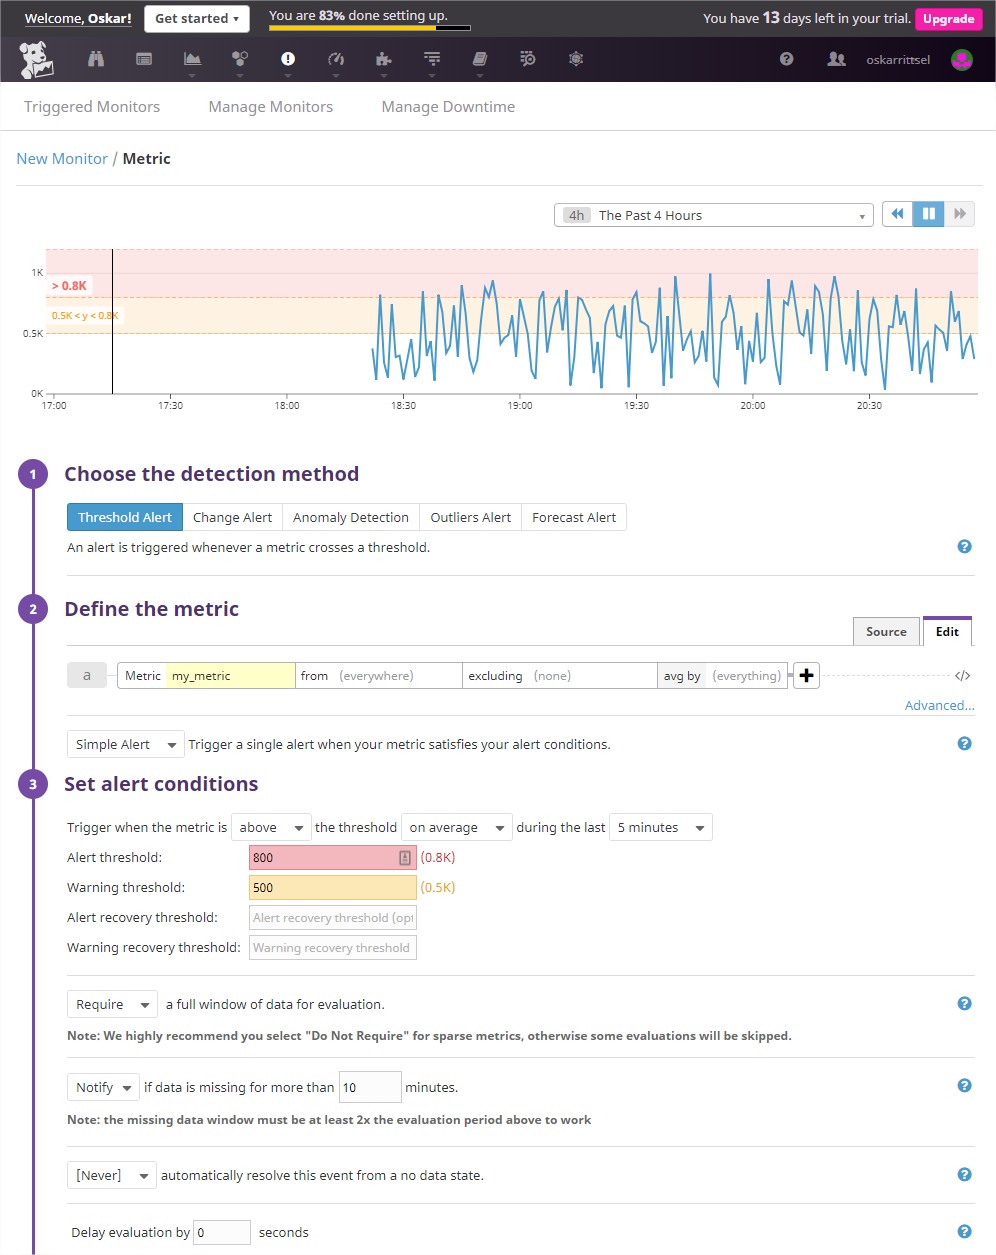 Welcome, Oskar!
Get started
You are 83% done setting up.
You have 13 days left in your trial.
Upgrade
oskarrittsel
Triggered Monitors
Manage Monitors
Manage Downtime
New Monitor / Metric
4h The Past 4 Hours
1K
> 0.8K
0.5K < y < 0.8K
0.5K
0K
17:00 17:30 18:00 18:30 19:00 19:30 20:00 20:30
1 Choose the detection method
Threshold Alert Change Alert Anomaly Detection Outliers Alert Forecast Alert
An alert is triggered whenever a metric crosses a threshold.
2 Define the metric
Source Edit
a Metric my_metric from (everywhere) excluding (none) avg by (everything)
Advanced...
Simple Alert Trigger a single alert when your metric satisfies your alert conditions.
3 Set alert conditions
Trigger when the metric is above the threshold on average during the last 5 minutes
Alert threshold: 800 (0.8K)
Warning threshold: 500 (0.5K)
Alert recovery threshold: Alert recovery threshold (opt
Warning recovery threshold: Warning recovery threshold
Require a full window of data for evaluation.
Note: We highly recommend you select "Do Not Require" for sparse metrics, otherwise some evaluations will be skipped.
Notify if data is missing for more than 10 minutes.
Note: the missing data window must be at least 2x the evaluation period above to work
[Never] automatically resolve this event from a no data state.
Delay evaluation by 0 seconds